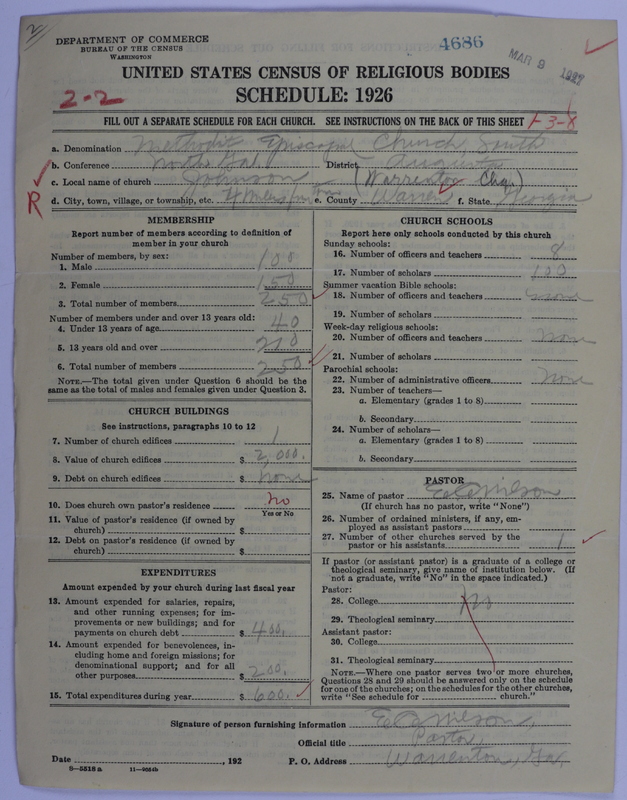 2
DEPARTMENT OF COMMERCE
BUREAU OF THE CENSUS
WASHINGTON
4686
MAR 9 1927
UNITED STATES CENSUS OF RELIGIOUS BODIES
SCHEDULE: 1926
2-2
FILL OUT A SEPARATE SCHEDULE FOR EACH CHURCH. SEE INSTRUCTIONS ON THE BACK OF THIS SHEET
1-3-8
a. Denomination Methodist Episcopal Church, South
b. Conference North Ga. District Augusta
c. Local name of church Johnson (Warrenton Chg.)
R
d. City, town, village, or township, etc. 4 miles from e. County Warren f. State Georgia
MEMBERSHIP
Report number of members according to definition of
member in your church
Number of members, by sex:
1. Male 100
2. Female 150
3. Total number of members 250
Number of members under and over 13 years old:
4. Under 13 years of age 40
5. 13 years old and over 210
6. Total number of members 250
NOTE.—The total given under Question 6 should be the
same as the total of males and females given under Question 3.
CHURCH BUILDINGS
See instructions, paragraphs 10 to 12
7. Number of church edifices 1
8. Value of church edifices $ 2,000.
9. Debt on church edifices $ None
10. Does church own pastor's residence No
Yes or No
11. Value of pastor's residence (if owned by
church) $
12. Debt on pastor's residence (if owned by
church) $
EXPENDITURES
Amount expended by your church during last fiscal year
13. Amount expended for salaries, repairs,
and other running expenses; for im-
provements or new buildings; and for
payments on church debt $ 400.
14. Amount expended for benevolences, in-
cluding home and foreign missions; for
denominational support; and for all
other purposes $ 200.
15. Total expenditures during year $ 600.
CHURCH SCHOOLS
Report here only schools conducted by this church
Sunday schools:
16. Number of officers and teachers 8
17. Number of scholars 100
Summer vacation Bible schools:
18. Number of officers and teachers None
19. Number of scholars
Week-day religious schools:
20. Number of officers and teachers None
21. Number of scholars
Parochial schools:
22. Number of administrative officers None
23. Number of teachers—
a. Elementary (grades 1 to 8)
b. Secondary
24. Number of scholars—
a. Elementary (grades 1 to 8)
b. Secondary
PASTOR
25. Name of pastor E C Wilson
(If church has no pastor, write "None")
26. Number of ordained ministers, if any, em-
ployed as assistant pastors
27. Number of other churches served by the
pastor or his assistants 1
If pastor (or assistant pastor) is a graduate of a college or
theological seminary, give name of institution below. (If
not a graduate, write "No" in the space indicated.)
Pastor:
28. College No
29. Theological seminary
Assistant pastor:
30. College
31. Theological seminary
NOTE.—Where one pastor serves two or more churches,
Questions 28 and 29 should be answered only on the schedule
for one of the churches; on the schedules for the other churches,
write "See schedule for church."
Signature of person furnishing information E C Wilson,
Official title Pastor,
Date , 192 P. O. Address Warrenton, Ga.
8—5518 a 11—9054b